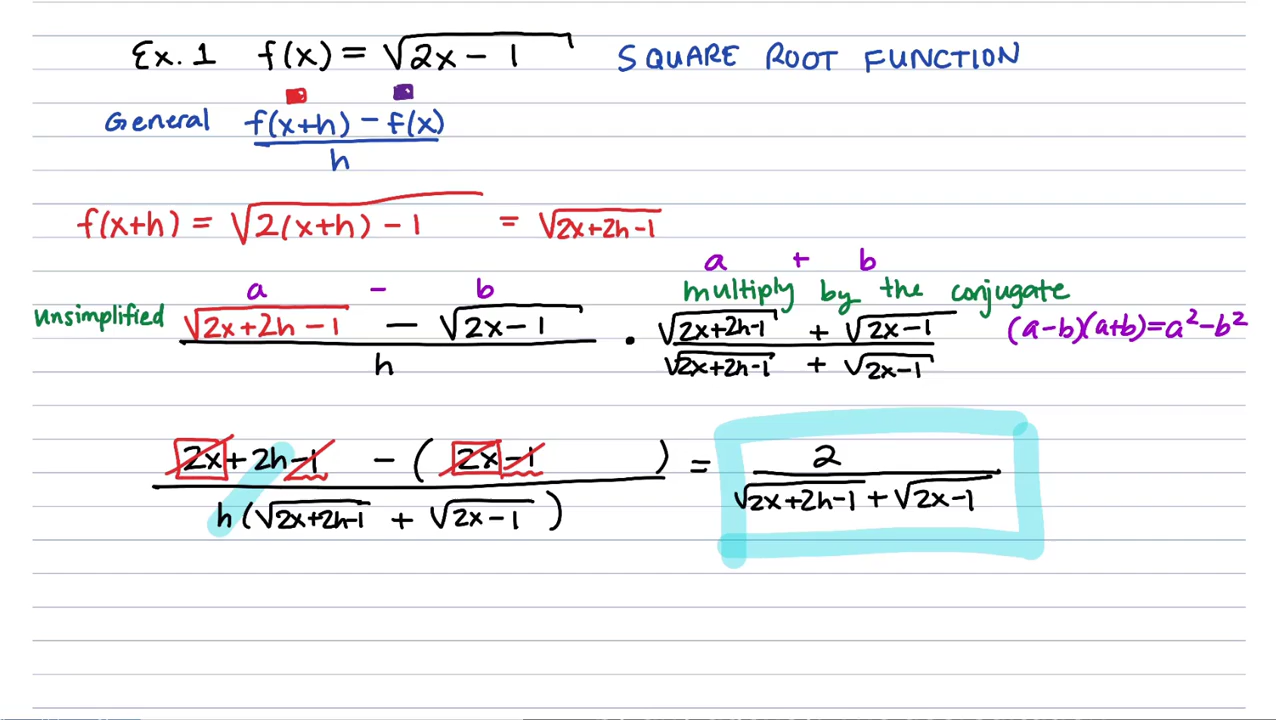 Ex. 1 f(x) = √(2x − 1) SQUARE ROOT FUNCTION
General f(x+h) − f(x)
h
f(x+h) = √(2(x+h) − 1) = √(2x+2h−1)
a + b
a − b multiply by the conjugate
unsimplified √(2x+2h−1) − √(2x−1) · √(2x+2h−1) + √(2x−1) (a−b)(a+b)=a²−b²
h √(2x+2h−1) + √(2x−1)
2x+2h−1 − (2x−1) = 2
h(√(2x+2h−1) + √(2x−1)) √(2x+2h−1) + √(2x−1)